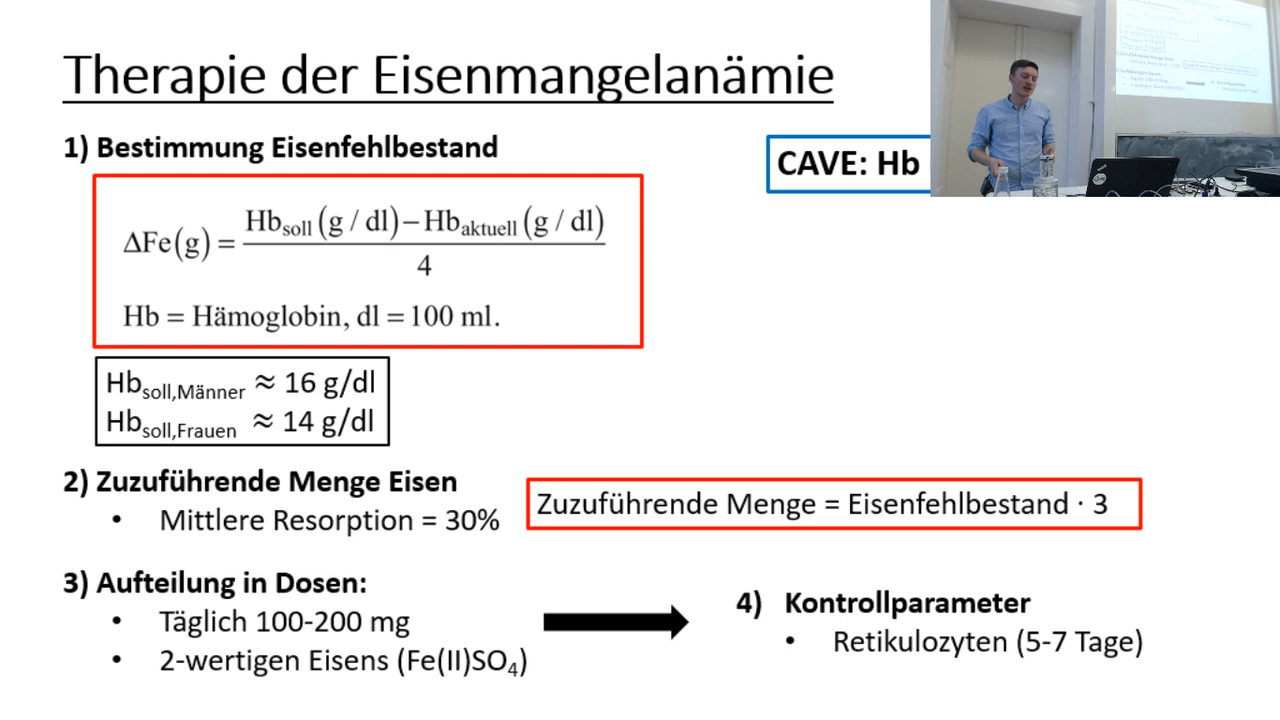 Therapie der Eisenmangelanämie
1) Bestimmung Eisenfehlbestand
CAVE: Hb
ΔFe(g) = Hb_soll (g / dl) − Hb_aktuell (g / dl) / 4
Hb = Hämoglobin, dl = 100 ml.
Hb_soll,Männer ≈ 16 g/dl
Hb_soll,Frauen ≈ 14 g/dl
2) Zuzuführende Menge Eisen
• Mittlere Resorption = 30%
Zuzuführende Menge = Eisenfehlbestand · 3
3) Aufteilung in Dosen:
• Täglich 100-200 mg
• 2-wertigen Eisens (Fe(II)SO₄)
4) Kontrollparameter
• Retikulozyten (5-7 Tage)